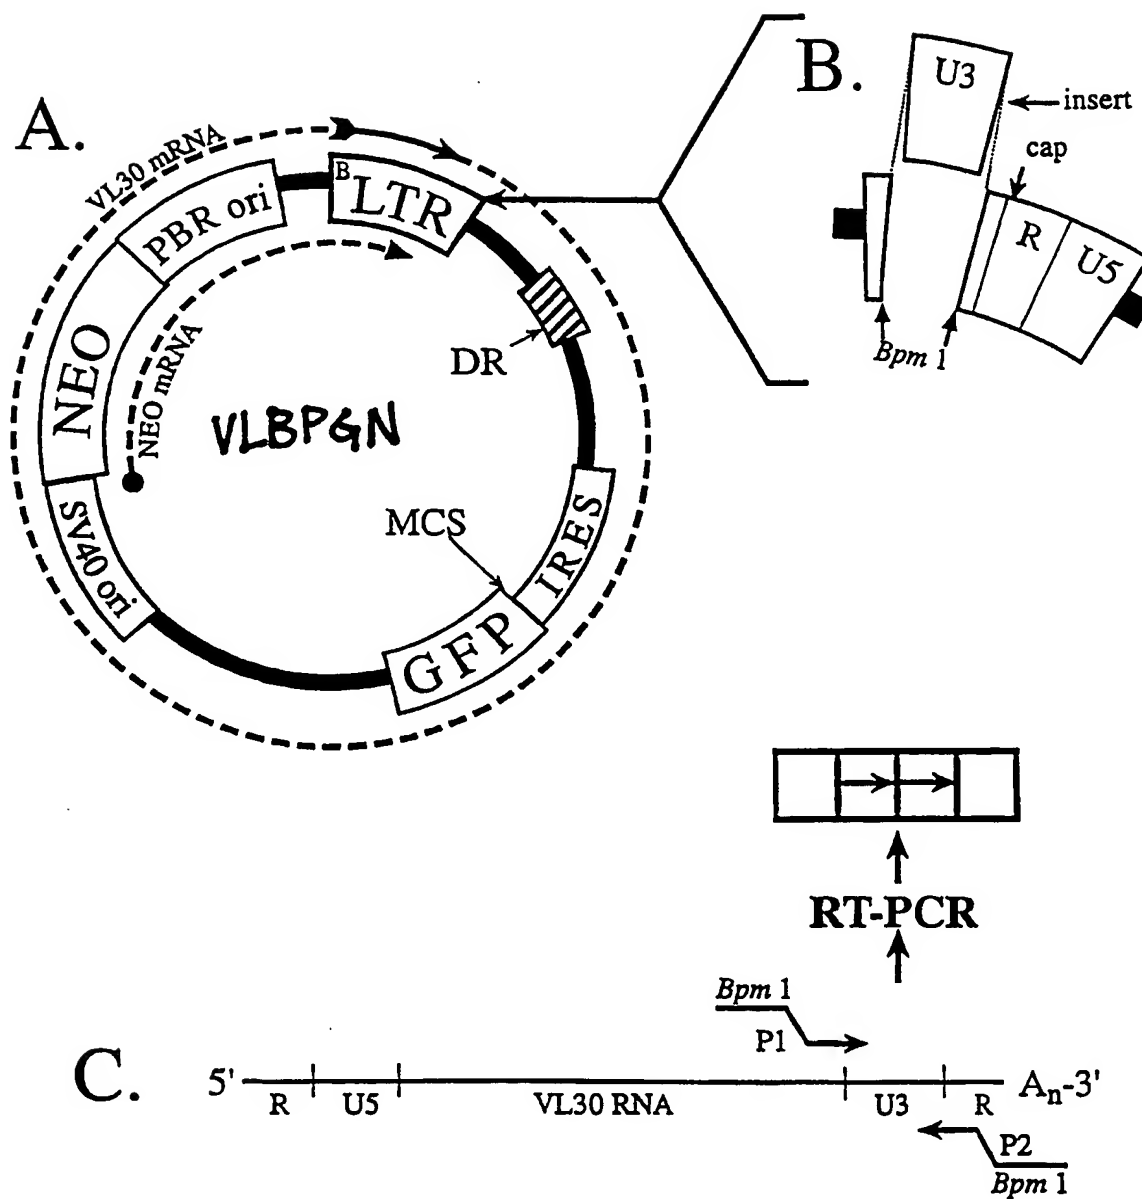 A.
VL30 mRNA
PBR ori
B
LTR
NEO
NEO mRNA
DR
VLBPGN
MCS
SV40 ori
IRES
GFP
B.
U3
insert
cap
R
U5
Bpm 1
RT-PCR
Bpm 1
P1
C.
5' An-3'
R U5 VL30 RNA U3 R
P2
Bpm 1